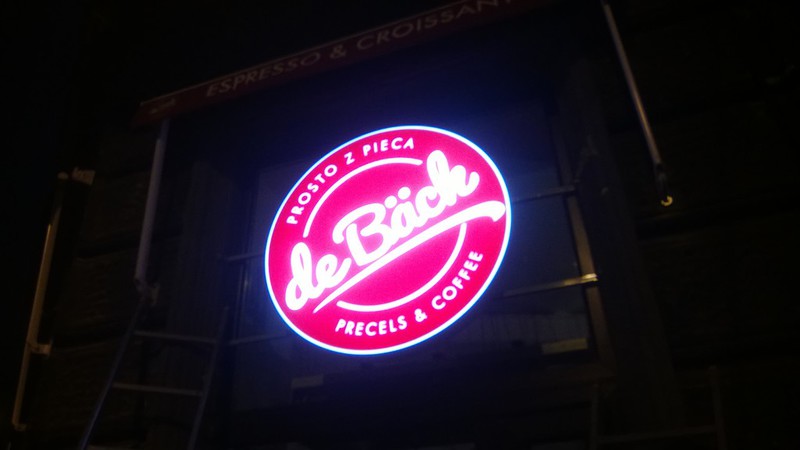 ESPRESSO & CROISSANT
PROSTO Z PIECA
de Bäck
PRECELS & COFFEE